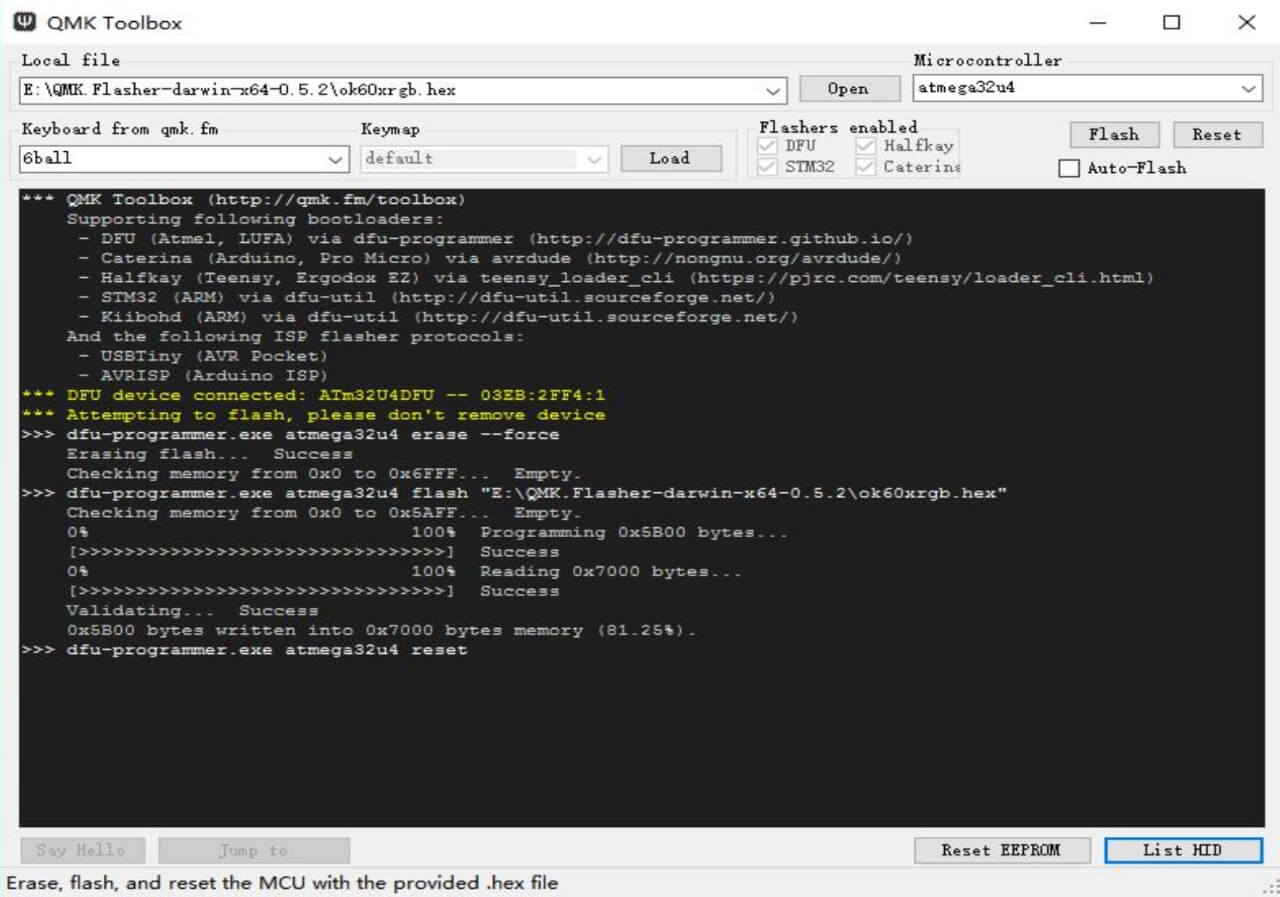 QMK Toolbox
Local file
Microcontroller
E:\QMK.Flasher-darwin-x64-0.5.2\ok60xrgb.hex
Open
atmega32u4
Keyboard from qmk.fm
Keymap
Flashers enabled
6ball
default
Load
DFU
Halfkay
STM32
Caterina
Flash
Reset
Auto-Flash
*** QMK Toolbox (http://qmk.fm/toolbox)
Supporting following bootloaders:
- DFU (Atmel, LUFA) via dfu-programmer (http://dfu-programmer.github.io/)
- Caterina (Arduino, Pro Micro) via avrdude (http://nongnu.org/avrdude/)
- Halfkay (Teensy, Ergodox EZ) via teensy_loader_cli (https://pjrc.com/teensy/loader_cli.html)
- STM32 (ARM) via dfu-util (http://dfu-util.sourceforge.net/)
- Kiibohd (ARM) via dfu-util (http://dfu-util.sourceforge.net/)
And the following ISP flasher protocols:
- USBTiny (AVR Pocket)
- AVRISP (Arduino ISP)
*** DFU device connected: ATm32U4DFU -- 03EB:2FF4:1
*** Attempting to flash, please don't remove device
>>> dfu-programmer.exe atmega32u4 erase --force
Erasing flash... Success
Checking memory from 0x0 to 0x6FFF... Empty.
>>> dfu-programmer.exe atmega32u4 flash "E:\QMK.Flasher-darwin-x64-0.5.2\ok60xrgb.hex"
Checking memory from 0x0 to 0x5AFF... Empty.
0% 100% Programming 0x5B00 bytes...
[>>>>>>>>>>>>>>>>>>>>>>>>>>>>>>>>] Success
0% 100% Reading 0x7000 bytes...
[>>>>>>>>>>>>>>>>>>>>>>>>>>>>>>>>] Success
Validating... Success
0x5B00 bytes written into 0x7000 bytes memory (81.25%).
>>> dfu-programmer.exe atmega32u4 reset
Say Hello
Jump to
Reset EEPROM
List HID
Erase, flash, and reset the MCU with the provided .hex file